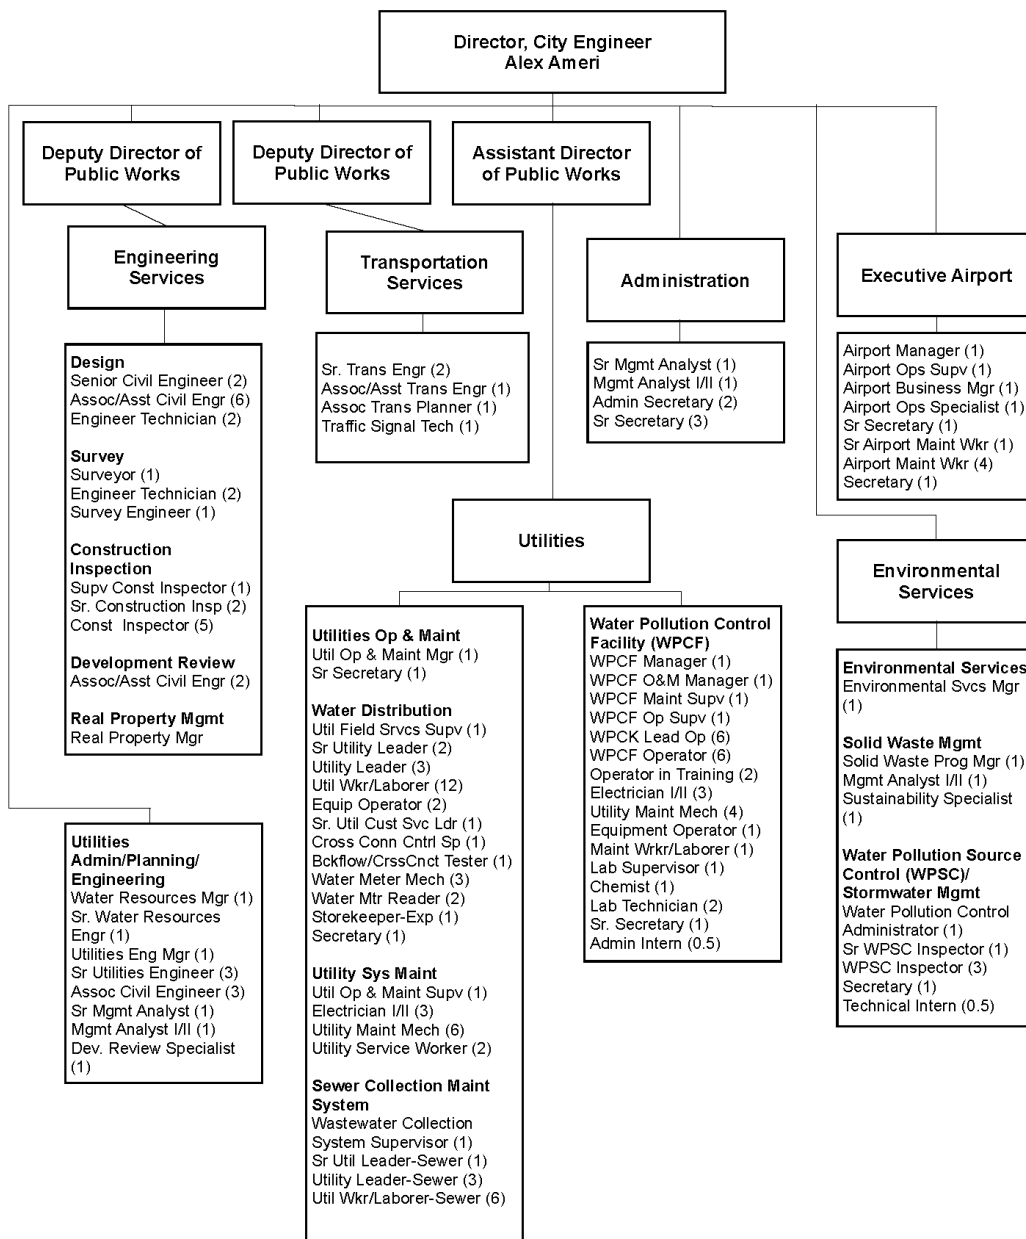 Director, City Engineer
Alex Ameri
Deputy Director of
Public Works
Deputy Director of
Public Works
Assistant Director
of Public Works
Engineering
Services
Transportation
Services
Administration
Executive Airport
Design
Senior Civil Engineer (2)
Assoc/Asst Civil Engr (6)
Engineer Technician (2)
Survey
Surveyor (1)
Engineer Technician (2)
Survey Engineer (1)
Construction
Inspection
Supv Const Inspector (1)
Sr. Construction Insp (2)
Const  Inspector (5)
Development Review
Assoc/Asst Civil Engr (2)
Real Property Mgmt
Real Property Mgr
Sr. Trans Engr (2)
Assoc/Asst Trans Engr (1)
Assoc Trans Planner (1)
Traffic Signal Tech (1)
Sr Mgmt Analyst (1)
Mgmt Analyst I/II (1)
Admin Secretary (2)
Sr Secretary (3)
Airport Manager (1)
Airport Ops Supv (1)
Airport Business Mgr (1)
Airport Ops Specialist (1)
Sr Secretary (1)
Sr Airport Maint Wkr (1)
Airport Maint Wkr (4)
Secretary (1)
Utilities
Environmental
Services
Utilities Op & Maint
Util Op & Maint Mgr (1)
Sr Secretary (1)
Water Distribution
Util Field Srvcs Supv (1)
Sr Utility Leader (2)
Utility Leader (3)
Util Wkr/Laborer (12)
Equip Operator (2)
Sr. Util Cust Svc Ldr (1)
Cross Conn Cntrl Sp (1)
Bckflow/CrssCnct Tester (1)
Water Meter Mech (3)
Water Mtr Reader (2)
Storekeeper-Exp (1)
Secretary (1)
Utility Sys Maint
Util Op & Maint Supv (1)
Electrician I/II (3)
Utility Maint Mech (6)
Utility Service Worker (2)
Sewer Collection Maint
System
Wastewater Collection
System Supervisor (1)
Sr Util Leader-Sewer (1)
Utility Leader-Sewer (3)
Util Wkr/Laborer-Sewer (6)
Water Pollution Control
Facility (WPCF)
WPCF Manager (1)
WPCF O&M Manager (1)
WPCF Maint Supv (1)
WPCF Op Supv (1)
WPCK Lead Op (6)
WPCF Operator (6)
Operator in Training (2)
Electrician I/II (3)
Utility Maint Mech (4)
Equipment Operator (1)
Maint Wrkr/Laborer (1)
Lab Supervisor (1)
Chemist (1)
Lab Technician (2)
Sr. Secretary (1)
Admin Intern (0.5)
Environmental Services
Environmental Svcs Mgr
(1)
Solid Waste Mgmt
Solid Waste Prog Mgr (1)
Mgmt Analyst I/II (1)
Sustainability Specialist
(1)
Water Pollution Source
Control (WPSC)/
Stormwater Mgmt
Water Pollution Control
Administrator (1)
Sr WPSC Inspector (1)
WPSC Inspector (3)
Secretary (1)
Technical Intern (0.5)
Utilities
Admin/Planning/
Engineering
Water Resources Mgr (1)
Sr. Water Resources
Engr (1)
Utilities Eng Mgr (1)
Sr Utilities Engineer (3)
Assoc Civil Engineer (3)
Sr Mgmt Analyst (1)
Mgmt Analyst I/II (1)
Dev. Review Specialist
(1)